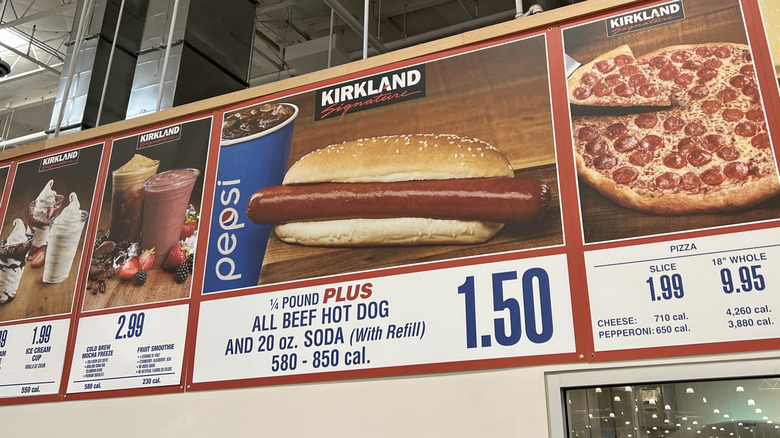 KIRKLAND
1.99
ICE CREAM
CUP
550 cal.
KIRKLAND
2.99
COLD BREW
MOCHA FREEZE
580 cal.
FRUIT
SMOOTHIE
230 cal.
pepsi
KIRKLAND
Signature
¼ POUND PLUS
ALL BEEF HOT DOG
AND 20 oz. SODA (With Refill)
580 - 850 cal.
1.50
KIRKLAND
Signature
PIZZA
SLICE
1.99
18" WHOLE
9.95
CHEESE: 710 cal. 4,260 cal.
PEPPERONI: 650 cal. 3,880 cal.